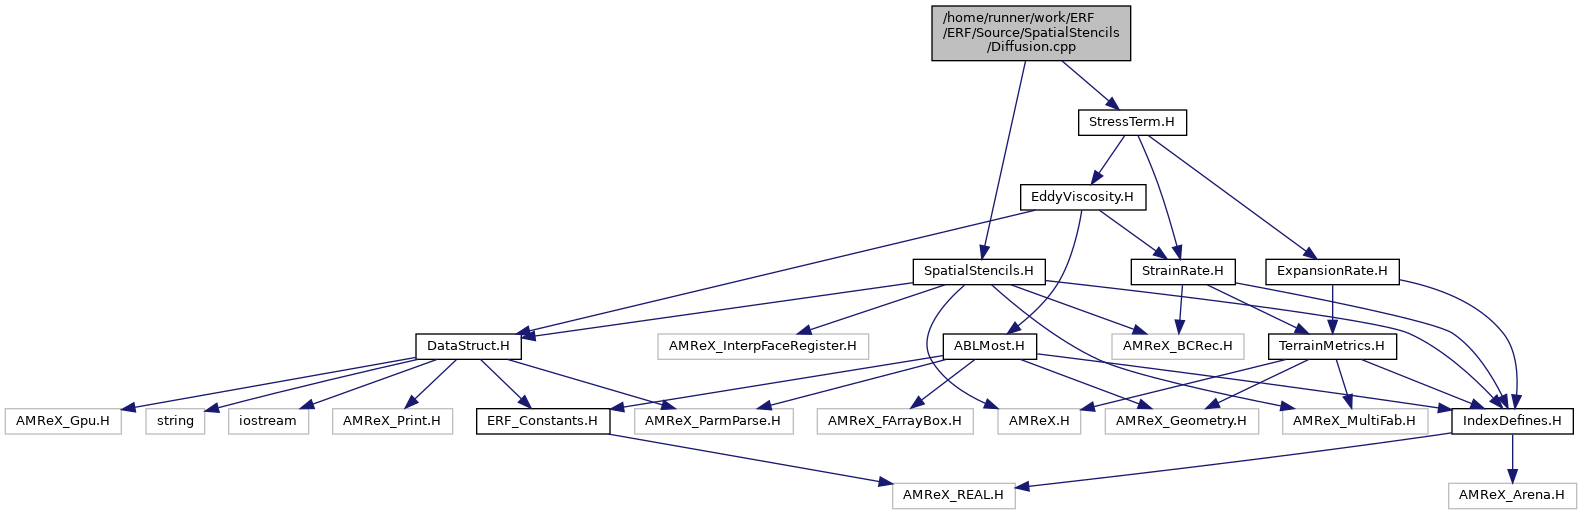 /home/runner/work/ERF
/ERF/Source/SpatialStencils
/Diffusion.cpp
StressTerm.H
EddyViscosity.H
SpatialStencils.H
StrainRate.H
ExpansionRate.H
DataStruct.H
AMReX_InterpFaceRegister.H
ABLMost.H
AMReX_BCRec.H
TerrainMetrics.H
AMReX_Gpu.H
string
iostream
AMReX_Print.H
ERF_Constants.H
AMReX_ParmParse.H
AMReX_FArrayBox.H
AMReX.H
AMReX_Geometry.H
AMReX_MultiFab.H
IndexDefines.H
AMReX_REAL.H
AMReX_Arena.H